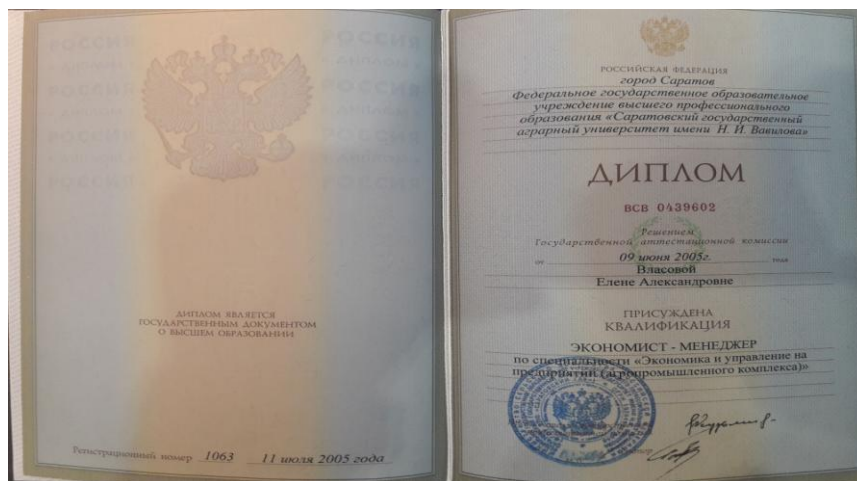 ДИПЛОМ ЯВЛЯЕТСЯ
ГОСУДАРСТВЕННЫМ ДОКУМЕНТОМ
О ВЫСШЕМ ОБРАЗОВАНИИ
Регистрационный номер 1063 11 июля 2005 года
РОССИЙСКАЯ ФЕДЕРАЦИЯ
город Саратов
Федеральное государственное образовательное
учреждение высшего профессионального
образования «Саратовский государственный
аграрный университет имени Н. И. Вавилова»
ДИПЛОМ
ВСВ 0439602
Решением
Государственной аттестационной комиссии
от 09 июня 2005г. года
Власовой
Елене Александровне
ПРИСУЖДЕНА
КВАЛИФИКАЦИЯ
ЭКОНОМИСТ - МЕНЕДЖЕР
по специальности «Экономика и управление на
предприятии (агропромышленного комплекса)»